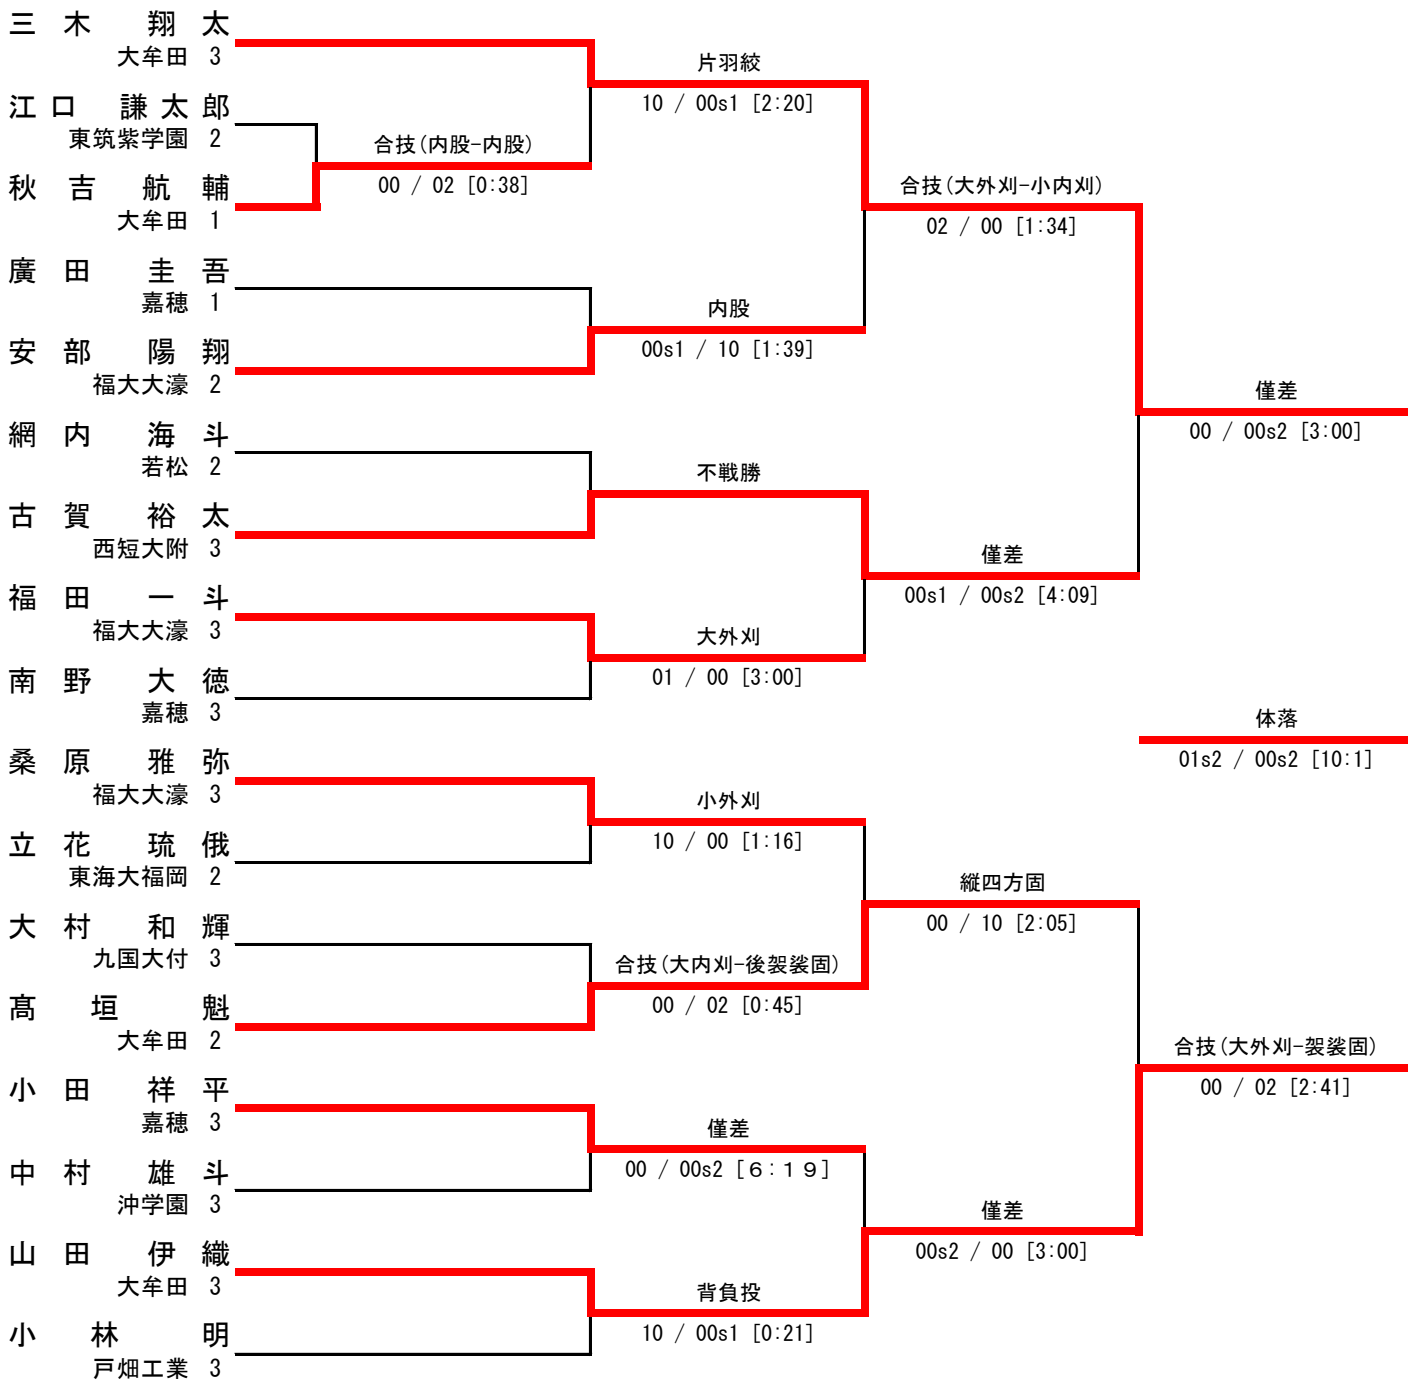 三木 翔太
大牟田 3
江口 謙太郎
東筑紫学園 2
秋吉 航輔
大牟田 1
廣田 圭吾
嘉穂 1
安部 陽翔
福大大濠 2
網内 海斗
若松 2
古賀 裕太
西短大附 3
福田 一斗
福大大濠 3
南野 大徳
嘉穂 3
桑原 雅弥
福大大濠 3
立花 琉俄
東海大福岡 2
大村 和輝
九国大付 3
髙垣 魁
大牟田 2
小田 祥平
嘉穂 3
中村 雄斗
沖学園 3
山田 伊織
大牟田 3
小林 明
戸畑工業 3
合技(内股-内股)
00 / 02 [0:38]
片羽絞
10 / 00s1 [2:20]
内股
00s1 / 10 [1:39]
不戦勝
大外刈
01 / 00 [3:00]
小外刈
10 / 00 [1:16]
合技(大内刈-後袈裟固)
00 / 02 [0:45]
僅差
00 / 00s2 [６：１９]
背負投
10 / 00s1 [0:21]
合技(大外刈-小内刈)
02 / 00 [1:34]
僅差
00s1 / 00s2 [4:09]
縦四方固
00 / 10 [2:05]
僅差
00s2 / 00 [3:00]
僅差
00 / 00s2 [3:00]
体落
01s2 / 00s2 [10:1]
合技(大外刈-袈裟固)
00 / 02 [2:41]